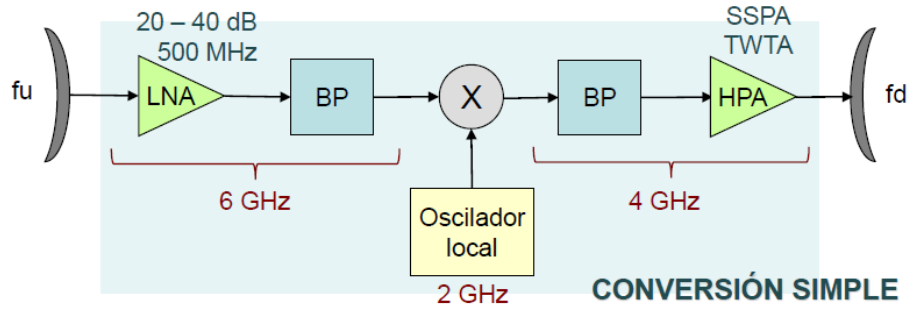 20 – 40 dB
500 MHz
SSPA
TWTA
fu
LNA
BP
X
BP
HPA
fd
6 GHz
4 GHz
Oscilador
local
2 GHz
CONVERSIÓN SIMPLE